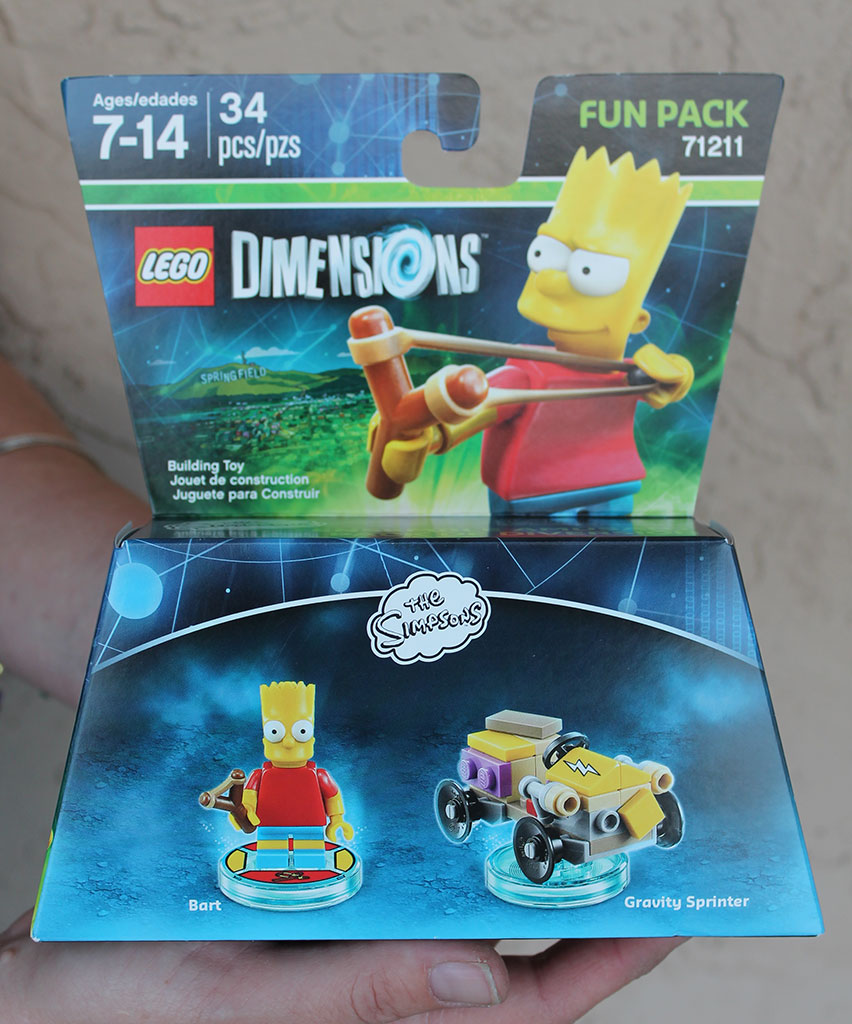 Ages/edades
7-14
34
pcs/pzs
FUN PACK
71211
LEGO DIMENSIONS™
SPRINGFIELD
Building Toy
Jouet de construction
Juguete para Construir
THE
SIMPSONS
Bart
Gravity Sprinter